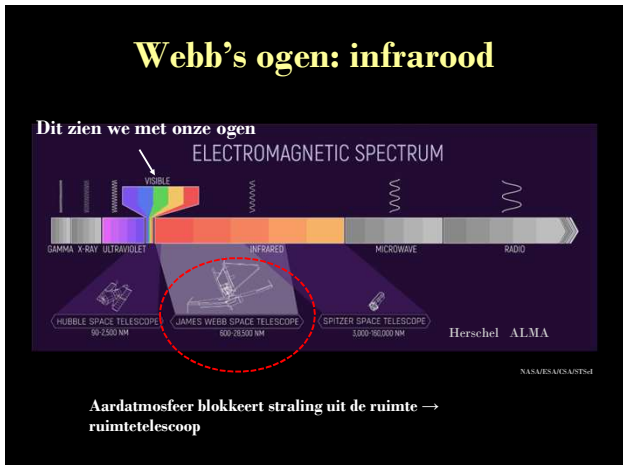 Webb's ogen: infrarood
Dit zien we met onze ogen
ELECTROMAGNETIC SPECTRUM
VISIBLE
GAMMA X-RAY ULTRAVIOLET INFRARED MICROWAVE RADIO
HUBBLE SPACE TELESCOPE JAMES WEBB SPACE TELESCOPE SPITZER SPACE TELESCOPE
90-2,500 NM 600-28,500 NM 3,000-160,000 NM
Herschel ALMA
NASA/ESA/CSA/STScI
Aardatmosfeer blokkeert straling uit de ruimte →
ruimtetelescoop